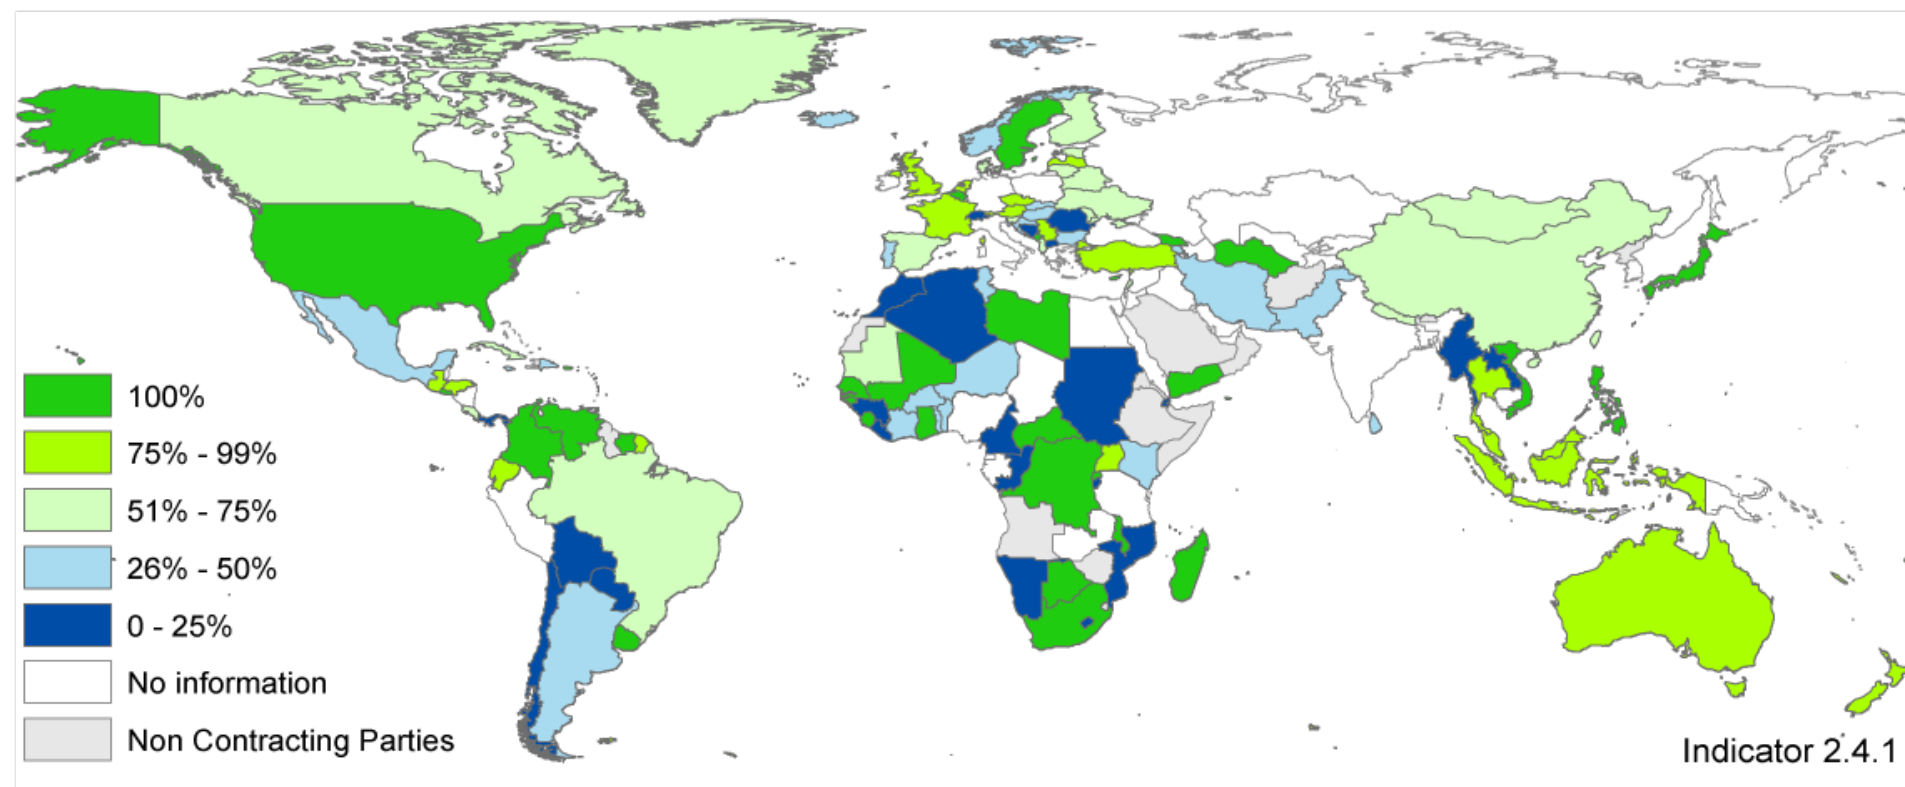 100%
75% - 99%
51% - 75%
26% - 50%
0 - 25%
No information
Non Contracting Parties
Indicator 2.4.1